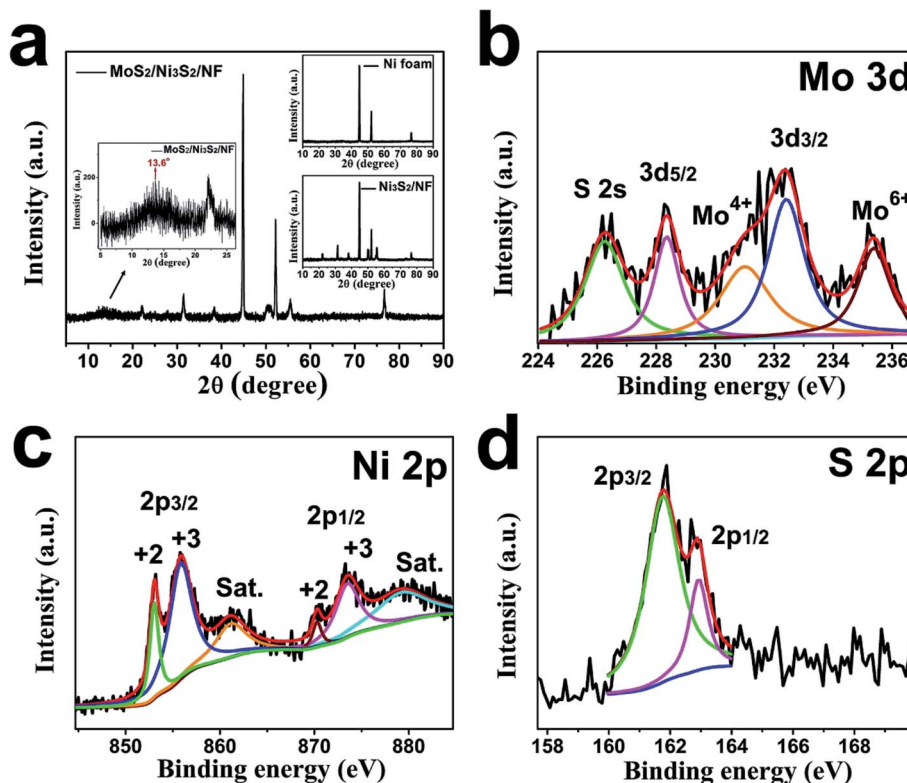 a
MoS2/Ni3S2/NF
Intensity (a.u.)
2θ (degree)
10 20 30 40 50 60 70 80 90
MoS2/Ni3S2/NF
13.6°
Intensity (a.u.)
200
0
5 10 15 20 25
2θ (degree)
Ni foam
Intensity (a.u.)
10 20 30 40 50 60 70 80 90
2θ (degree)
Ni3S2/NF
Intensity (a.u.)
10 20 30 40 50 60 70 80 90
2θ (degree)
b
Mo 3d
S 2s
3d5/2
Mo4+
3d3/2
Mo6+
Intensity (a.u.)
224 226 228 230 232 234 236
Binding energy (eV)
c
Ni 2p
2p3/2
+2
+3
Sat.
2p1/2
+2
+3
Sat.
Intensity (a.u.)
850 860 870 880
Binding energy (eV)
d
S 2p
2p3/2
2p1/2
Intensity (a.u.)
158 160 162 164 166 168
Binding energy (eV)